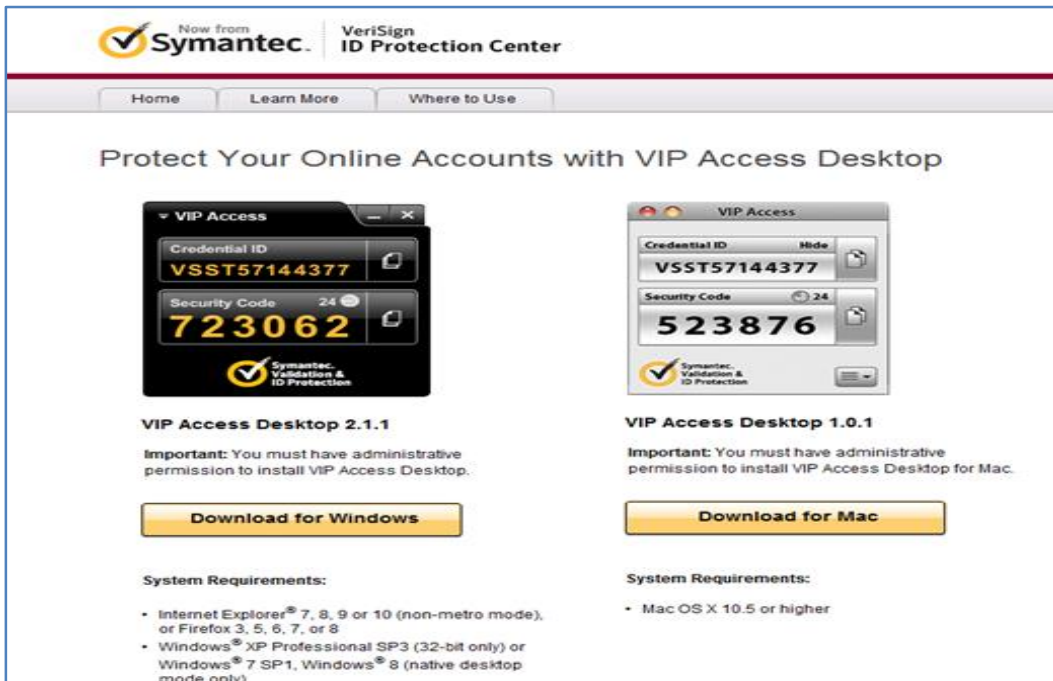 Now from
Symantec.
VeriSign
ID Protection Center
Home
Learn More
Where to Use
Protect Your Online Accounts with VIP Access Desktop
VIP Access
Credential ID
VSST57144377
Security Code 24
723062
Symantec.
Validation &
ID Protection
VIP Access Desktop 2.1.1
Important: You must have administrative
permission to install VIP Access Desktop.
Download for Windows
System Requirements:
• Internet Explorer® 7, 8, 9 or 10 (non-metro mode),
or Firefox 3, 5, 6, 7, or 8
• Windows® XP Professional SP3 (32-bit only) or
Windows® 7 SP1, Windows® 8 (native desktop
mode only)
VIP Access
Credential ID Hide
VSST57144377
Security Code 24
523876
Symantec.
Validation &
ID Protection
VIP Access Desktop 1.0.1
Important: You must have administrative
permission to install VIP Access Desktop for Mac.
Download for Mac
System Requirements:
• Mac OS X 10.5 or higher